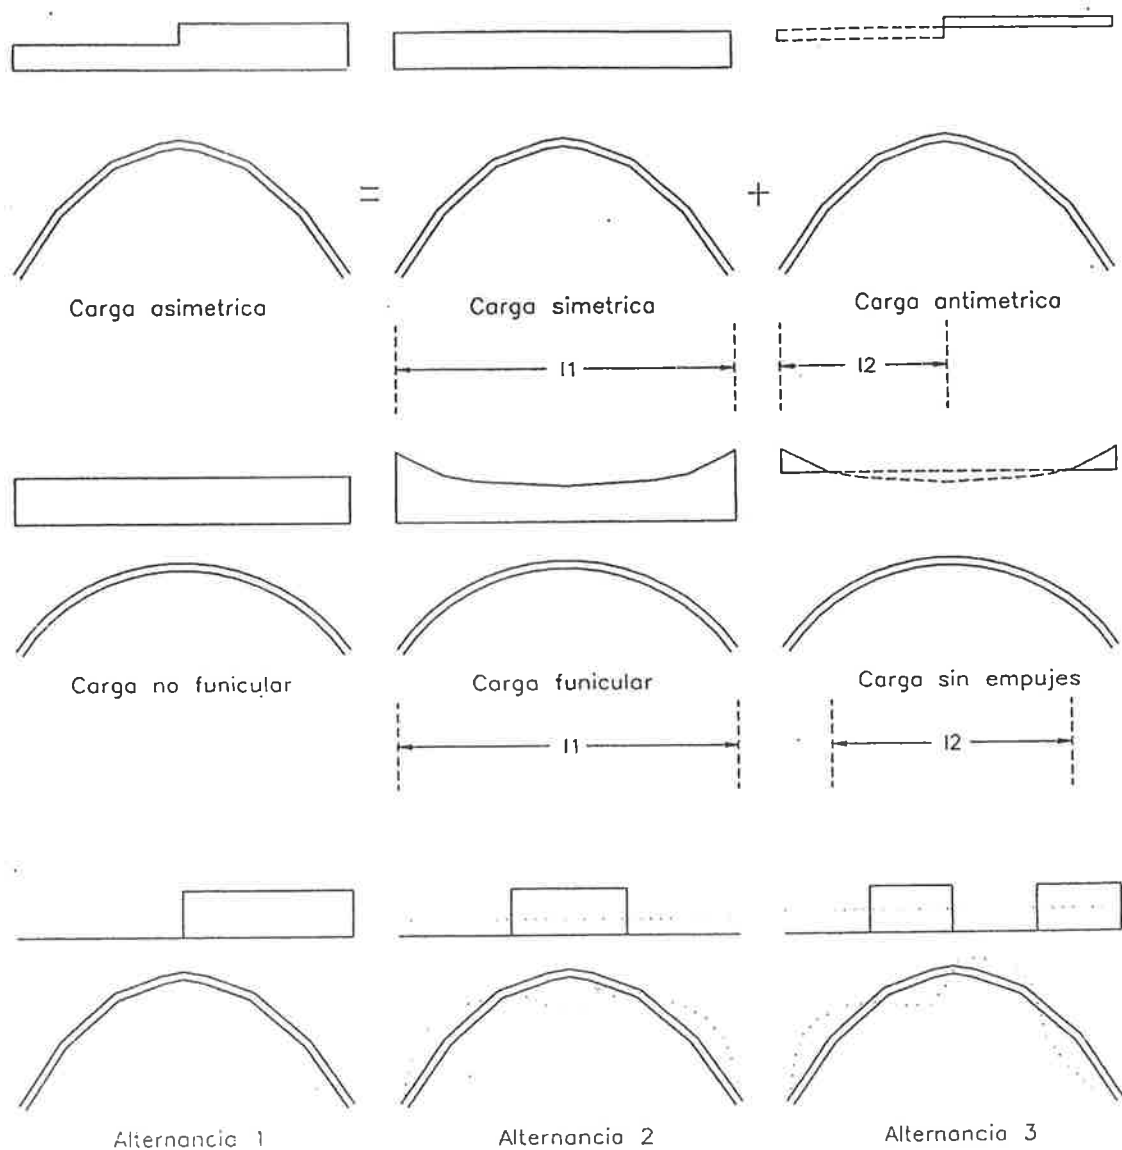 =
+
Carga asimetrica
Carga simetrica
Carga antimetrica
l1
l2
Carga no funicular
Carga funicular
Carga sin empujes
l1
l2
Alternancia 1
Alternancia 2
Alternancia 3